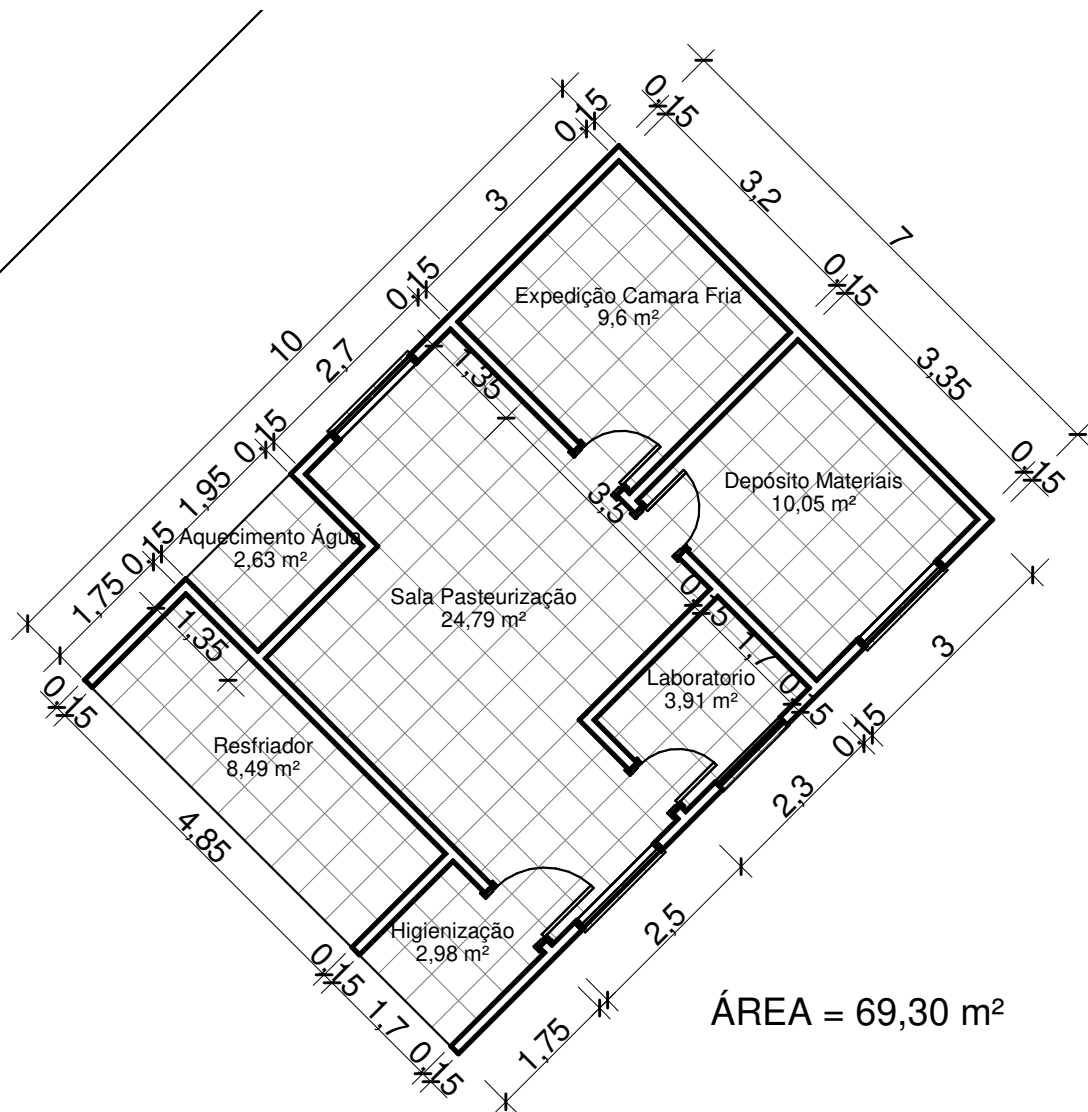 0,15
0,15
3
3,2
7
0,15
0,15
10
2,7
1,35
3,35
0,15
0,15
1,95
0,15
1,75
1,35
3,5
0,15
1,7
0,15
3
0,15
2,3
2,5
1,75
0,15
4,85
0,15
1,7
0,15
Expedição Camara Fria
9,6 m²
Depósito Materiais
10,05 m²
Aquecimento Água
2,63 m²
Sala Pasteurização
24,79 m²
Laboratorio
3,91 m²
Resfriador
8,49 m²
Higienização
2,98 m²
ÁREA = 69,30 m²